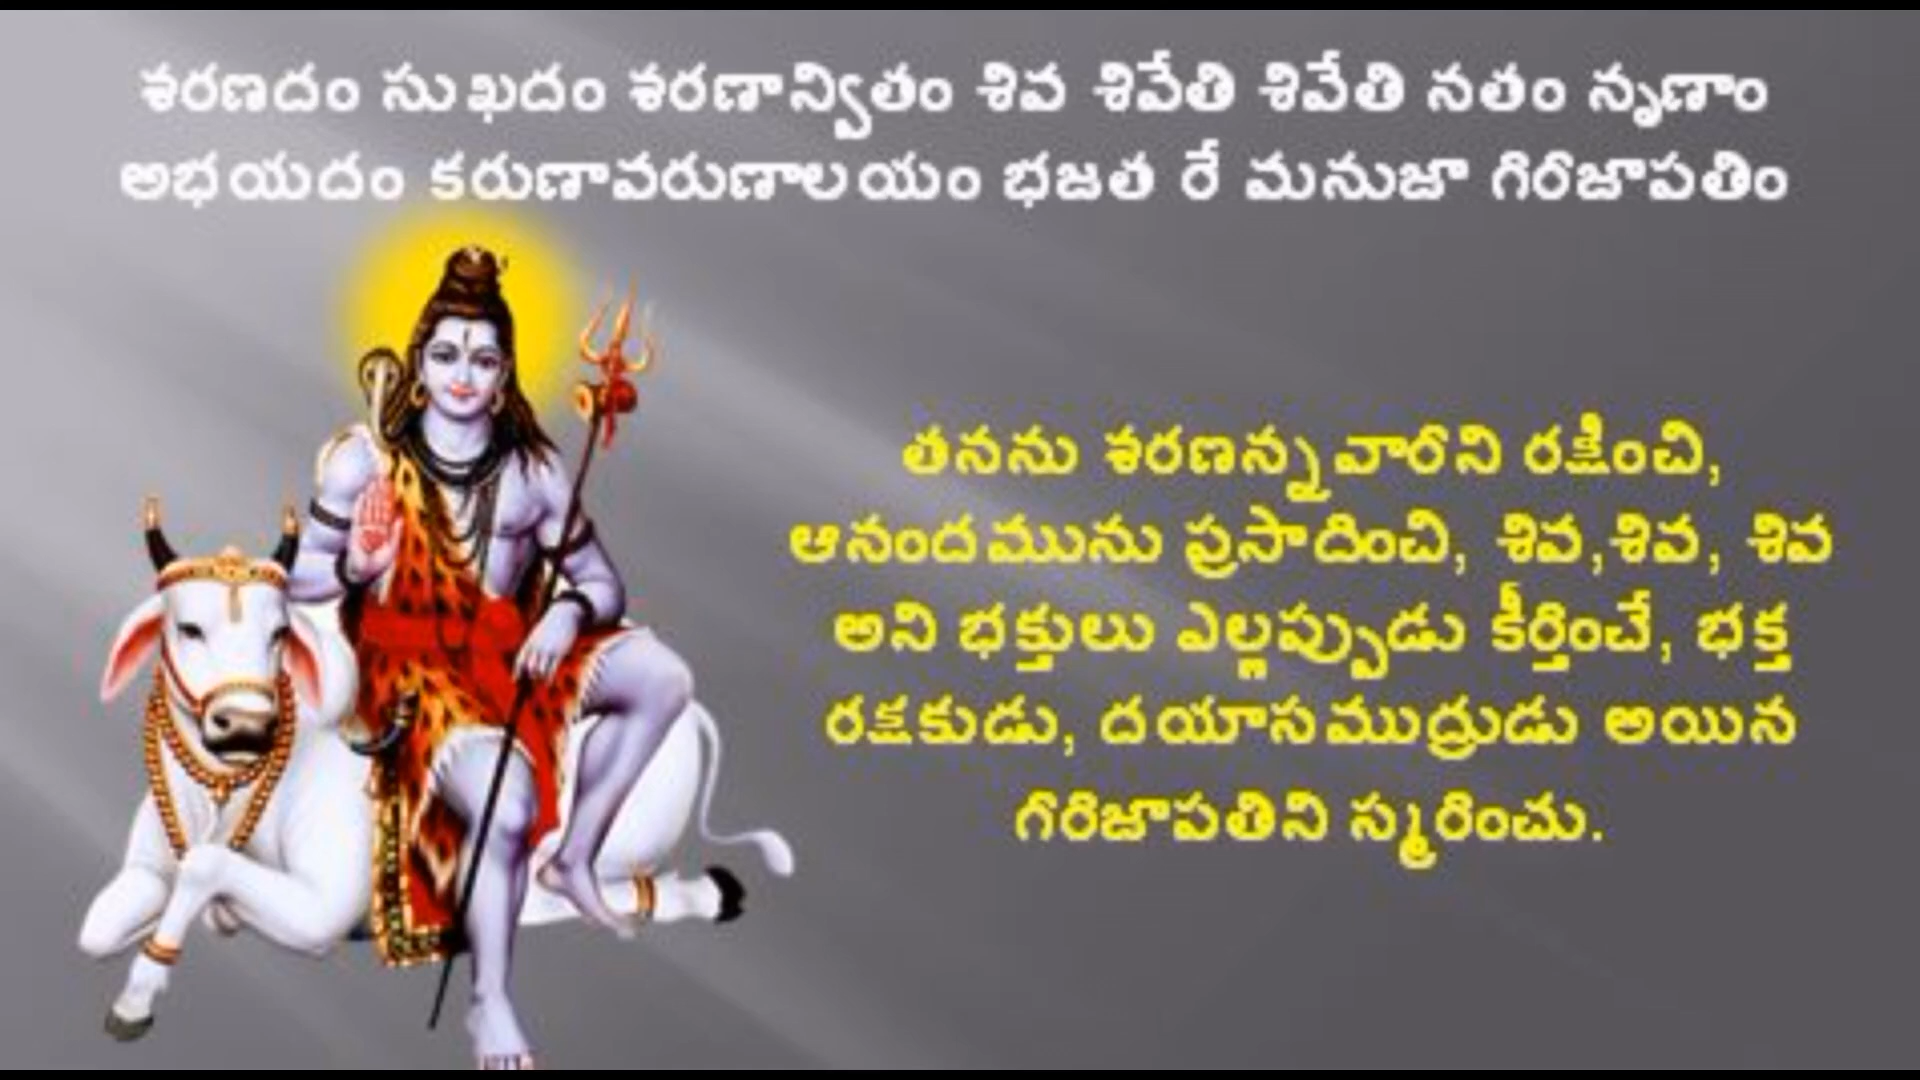 శరణదం సుఖదం శరణాన్వితం శివ శివేతి శివేతి నతం నృణాం
అభయదం కరుణావరుణాలయం భజత రే మనుజా గిరిజాపతిం
తనను శరణన్నవారిని రక్షించి,
ఆనందమును ప్రసాదించి, శివ,శివ, శివ
అని భక్తులు ఎల్లప్పుడు కీర్తించే, భక్త
రక్షకుడు, దయాసముద్రుడు అయిన
గిరిజాపతిని స్మరించు.